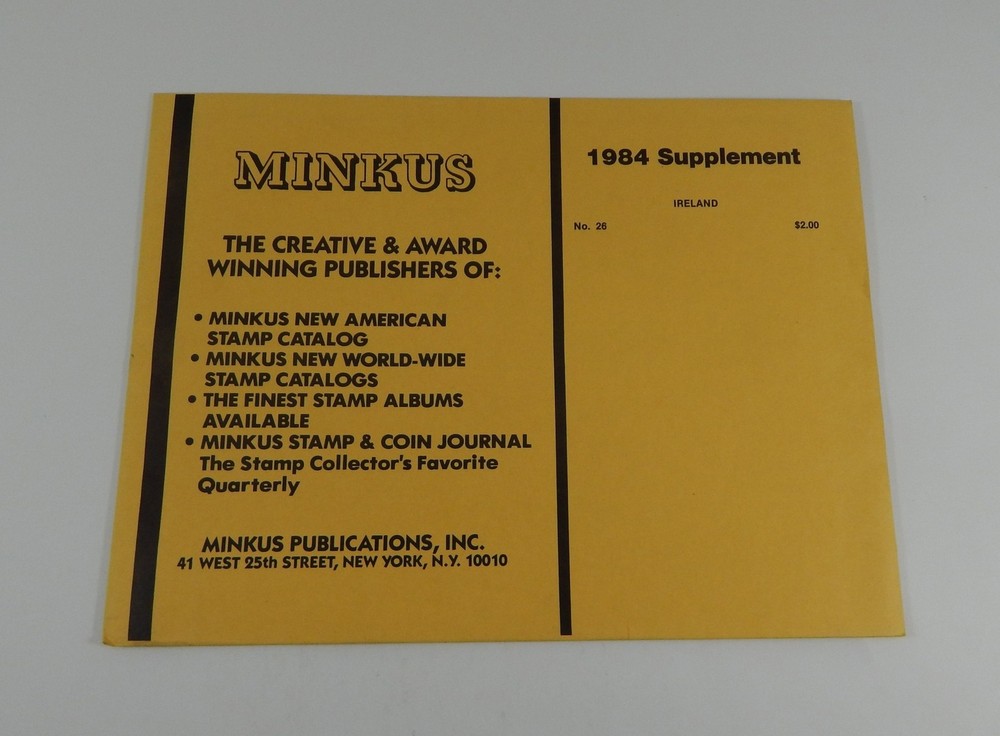 MINKUS
THE CREATIVE & AWARD
WINNING PUBLISHERS OF:
• MINKUS NEW AMERICAN
STAMP CATALOG
• MINKUS NEW WORLD-WIDE
STAMP CATALOGS
• THE FINEST STAMP ALBUMS
AVAILABLE
• MINKUS STAMP & COIN JOURNAL
The Stamp Collector's Favorite
Quarterly
MINKUS PUBLICATIONS, INC.
41 WEST 25th STREET, NEW YORK, N.Y. 10010
1984 Supplement
IRELAND
No. 26 $2.00